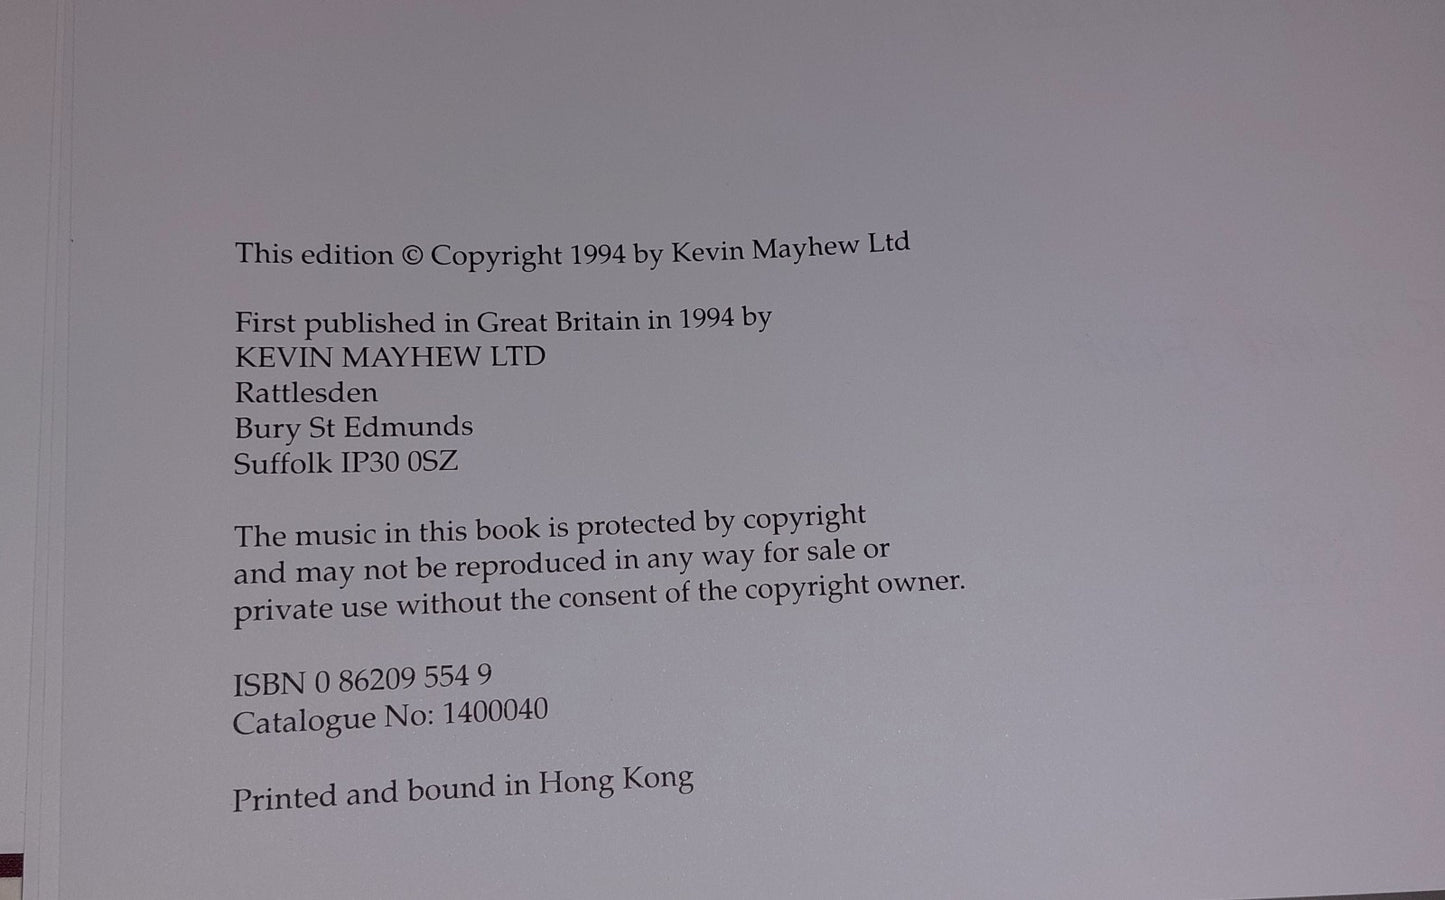 This edition © Copyright 1994 by Kevin Mayhew Ltd
First published in Great Britain in 1994 by
KEVIN MAYHEW LTD
Rattlesden
Bury St Edmunds
Suffolk IP30 0SZ
The music in this book is protected by copyright
and may not be reproduced in any way for sale or
private use without the consent of the copyright owner.
ISBN 0 86209 554 9
Catalogue No: 1400040
Printed and bound in Hong Kong